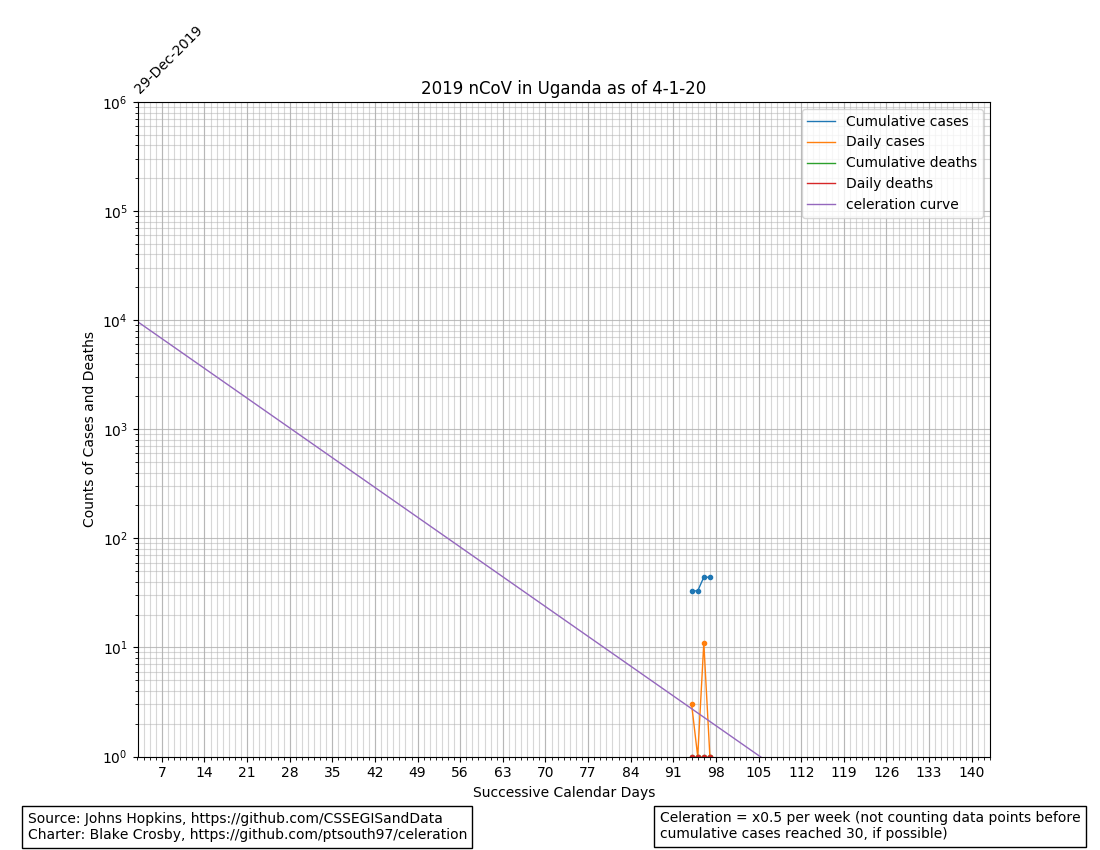 29-Dec-2019
2019 nCoV in Uganda as of 4-1-20
10^6
10^5
10^4
10^3
10^2
10^1
10^0
Counts of Cases and Deaths
Cumulative cases
Daily cases
Cumulative deaths
Daily deaths
celeration curve
7 14 21 28 35 42 49 56 63 70 77 84 91 98 105 112 119 126 133 140
Successive Calendar Days
Source: Johns Hopkins, https://github.com/CSSEGISandData
Charter: Blake Crosby, https://github.com/ptsouth97/celeration
Celeration = x0.5 per week (not counting data points before
cumulative cases reached 30, if possible)